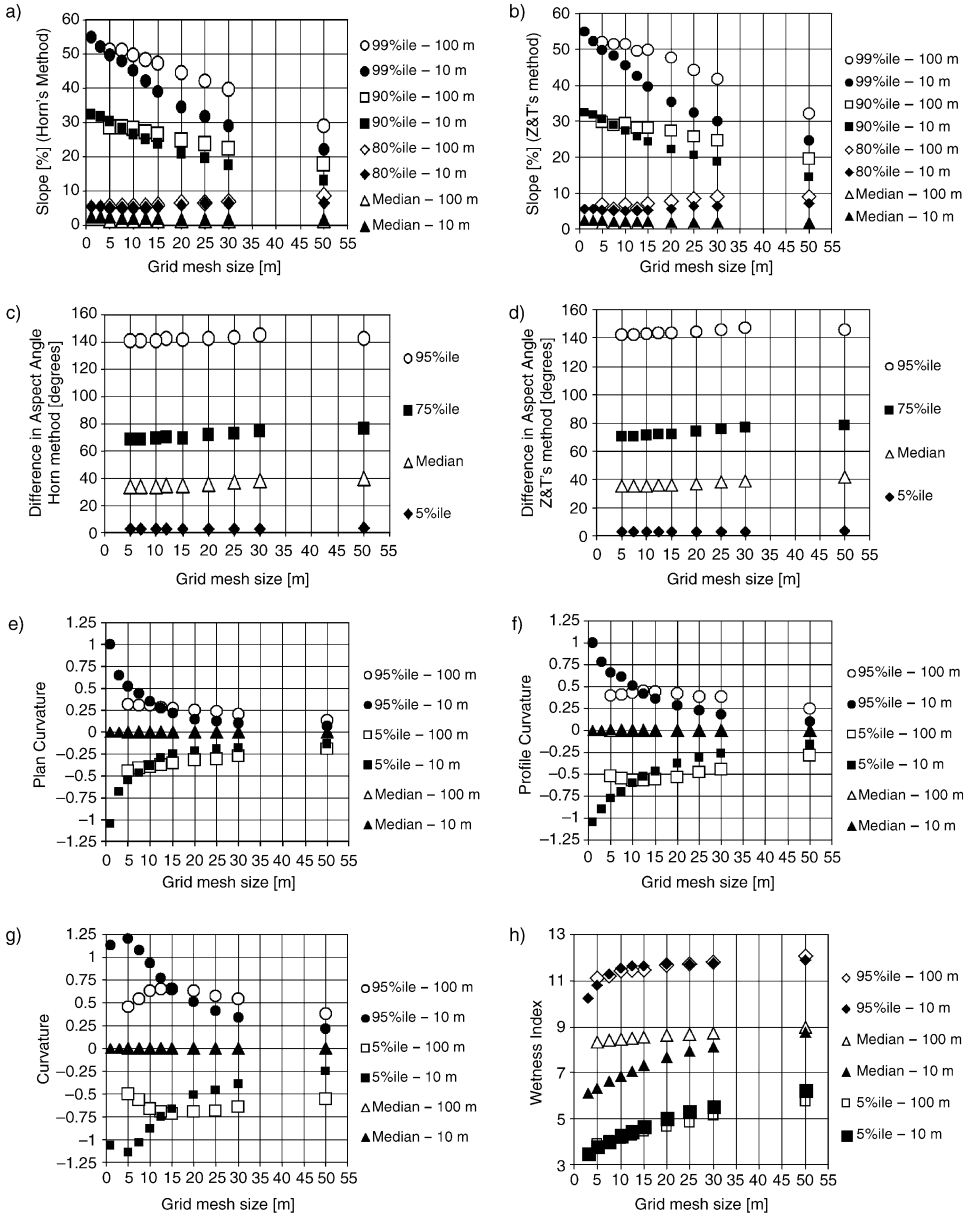 a)
Slope [%] (Horn's Method)
60
50
40
30
20
10
0
0 5 10 15 20 25 30 35 40 45 50 55
Grid mesh size [m]
99%ile – 100 m
99%ile – 10 m
90%ile – 100 m
90%ile – 10 m
80%ile – 100 m
80%ile – 10 m
Median – 100 m
Median – 10 m
b)
Slope [%] (Z&T's method)
60
50
40
30
20
10
0
0 5 10 15 20 25 30 35 40 45 50 55
Grid mesh size [m]
99%ile – 100 m
99%ile – 10 m
90%ile – 100 m
90%ile – 10 m
80%ile – 100 m
80%ile – 10 m
Median – 100 m
Median – 10 m
c)
Difference in Aspect Angle
Horn method [degrees]
160
140
120
100
80
60
40
20
0
0 5 10 15 20 25 30 35 40 45 50 55
Grid mesh size [m]
95%ile
75%ile
Median
5%ile
d)
Difference in Aspect Angle
Z&T's method [degrees]
160
140
120
100
80
60
40
20
0
0 5 10 15 20 25 30 35 40 45 50 55
Grid mesh size [m]
95%ile
75%ile
Median
5%ile
e)
Plan Curvature
1.25
1
0.75
0.5
0.25
0
−0.25
−0.5
−0.75
−1
−1.25
0 5 10 15 20 25 30 35 40 45 50 55
Grid mesh size [m]
95%ile – 100 m
95%ile – 10 m
5%ile – 100 m
5%ile – 10 m
Median – 100 m
Median – 10 m
f)
Profile Curvature
1.25
1
0.75
0.5
0.25
0
−0.25
−0.5
−0.75
−1
−1.25
0 5 10 15 20 25 30 35 40 45 50 55
Grid mesh size [m]
95%ile – 100 m
95%ile – 10 m
5%ile – 100 m
5%ile – 10 m
Median – 100 m
Median – 10 m
g)
Curvature
1.25
1
0.75
0.5
0.25
0
−0.25
−0.5
−0.75
−1
−1.25
0 5 10 15 20 25 30 35 40 45 50 55
Grid mesh size [m]
95%ile – 100 m
95%ile – 10 m
5%ile – 100 m
5%ile – 10 m
Median – 100 m
Median – 10 m
h)
Wetness Index
13
11
9
7
5
3
0 5 10 15 20 25 30 35 40 45 50 55
Grid mesh size [m]
95%ile – 100 m
95%ile – 10 m
Median – 100 m
Median – 10 m
5%ile – 100 m
5%ile – 10 m